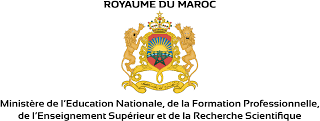 ROYAUME DU MAROC
Ministère de l'Education Nationale, de la Formation Professionnelle,
de l'Enseignement Supérieur et de la Recherche Scientifique